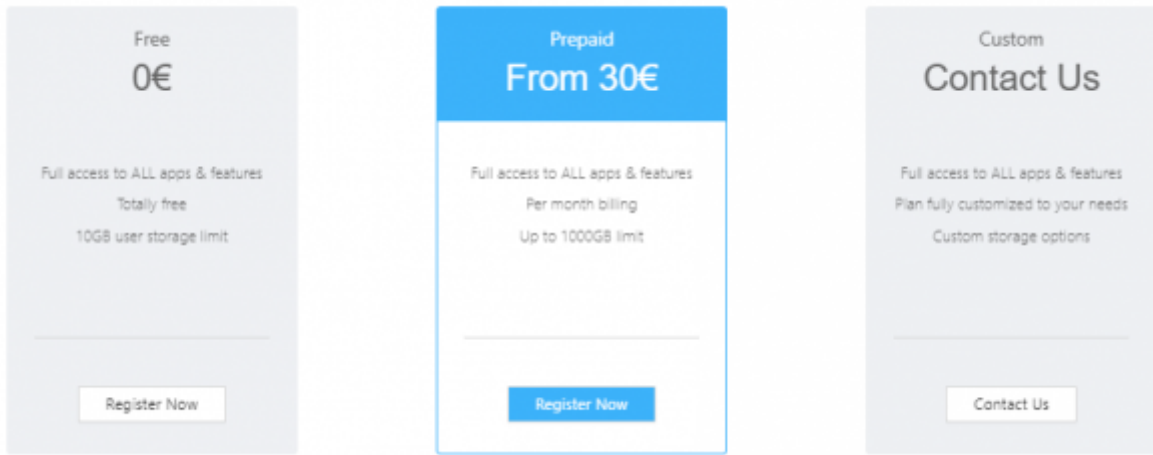 Free
0€
Full access to ALL apps & features
Totally free
10GB user storage limit
Register Now
Prepaid
From 30€
Full access to ALL apps & features
Per month billing
Up to 1000GB limit
Register Now
Custom
Contact Us
Full access to ALL apps & features
Plan fully customized to your needs
Custom storage options
Contact Us